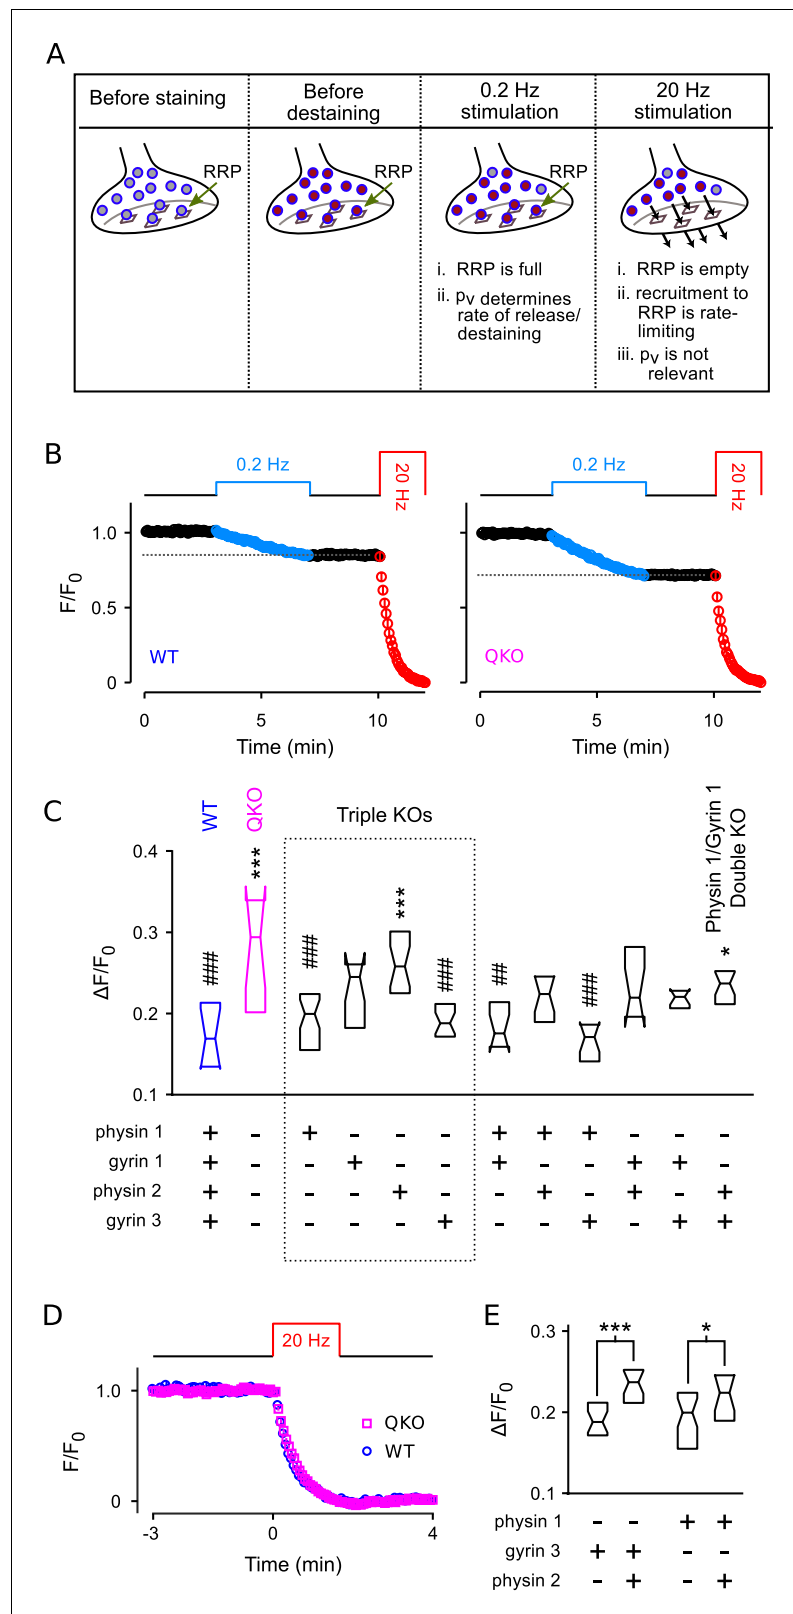 A
Before staining
Before
destaining
0.2 Hz
stimulation
20 Hz
stimulation
RRP
RRP
RRP
i. RRP is full
ii. pv determines
rate of release/
destaining
i. RRP is empty
ii. recruitment to
RRP is rate-
limiting
iii. pv is not
relevant
B
0.2 Hz
20 Hz
0.2 Hz
20 Hz
F/F0
1.0
0.5
0
WT
QKO
0 5 10
0 5 10
Time (min)
Time (min)
C
WT
QKO
Triple KOs
Physin 1/Gyrin 1
Double KO
*** *** *
### ### ### ## ###
ΔF/F0
0.4
0.3
0.2
0.1
physin 1 + - + - - - + + + - - -
gyrin 1 + - - + - - + - - + + -
physin 2 + - - - + - - + - + - +
gyrin 3 + - - - - + - - + - + +
D
20 Hz
F/F0
1.0
0
QKO
WT
-3 0 4
Time (min)
E
*** *
ΔF/F0
0.3
0.2
0.1
physin 1 - - + +
gyrin 3 + + - -
physin 2 - + - +